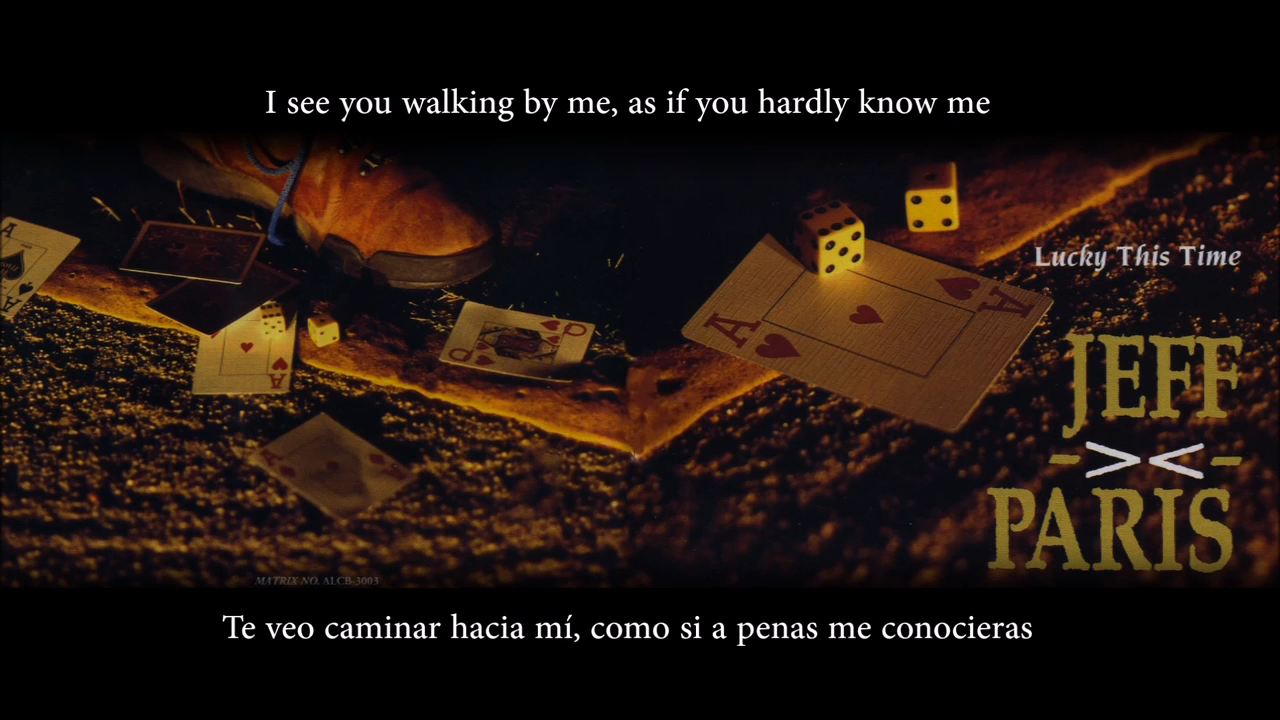 I see you walking by me, as if you hardly know me
Lucky This Time
JEFF
-><-
PARIS
MATRIX NO. ALCB-3003
Te veo caminar hacia mí, como si a penas me conocieras